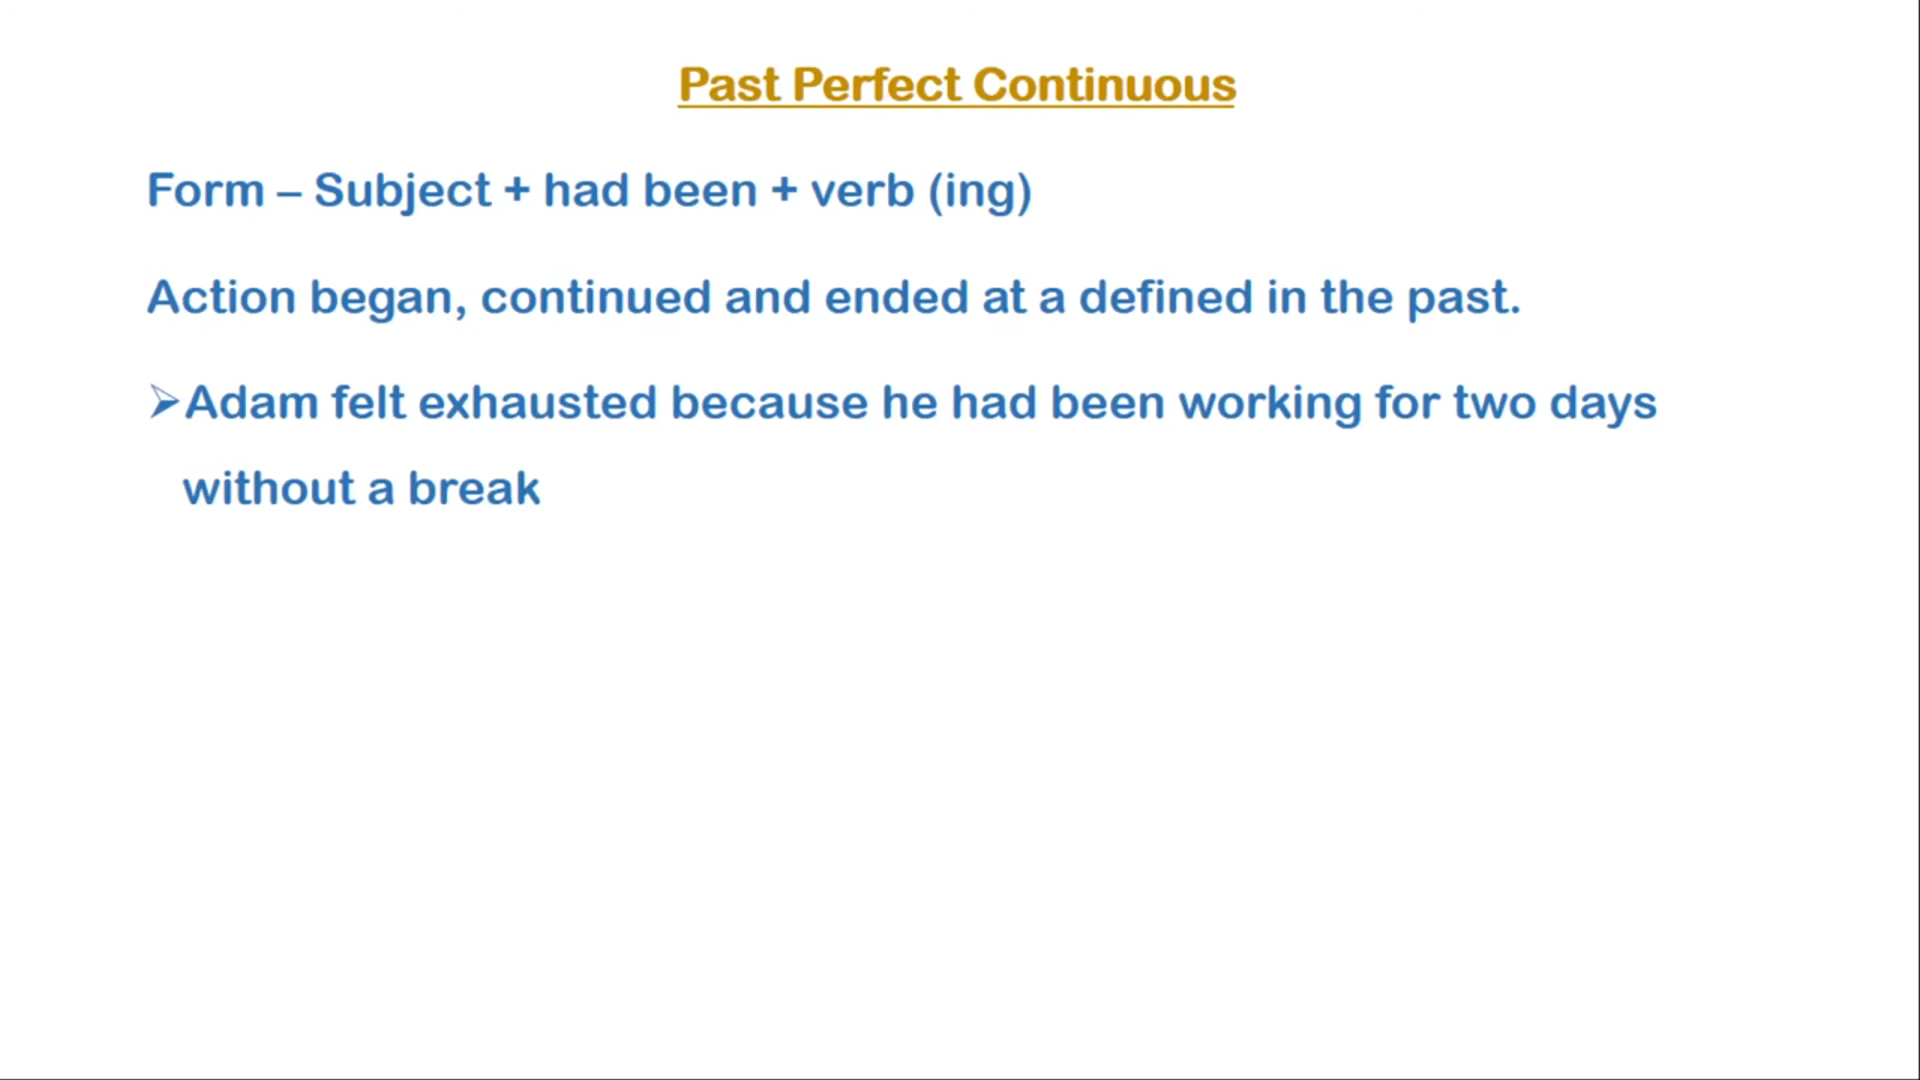 Past Perfect Continuous
Form – Subject + had been + verb (ing)
Action began, continued and ended at a defined in the past.
➢Adam felt exhausted because he had been working for two days
without a break